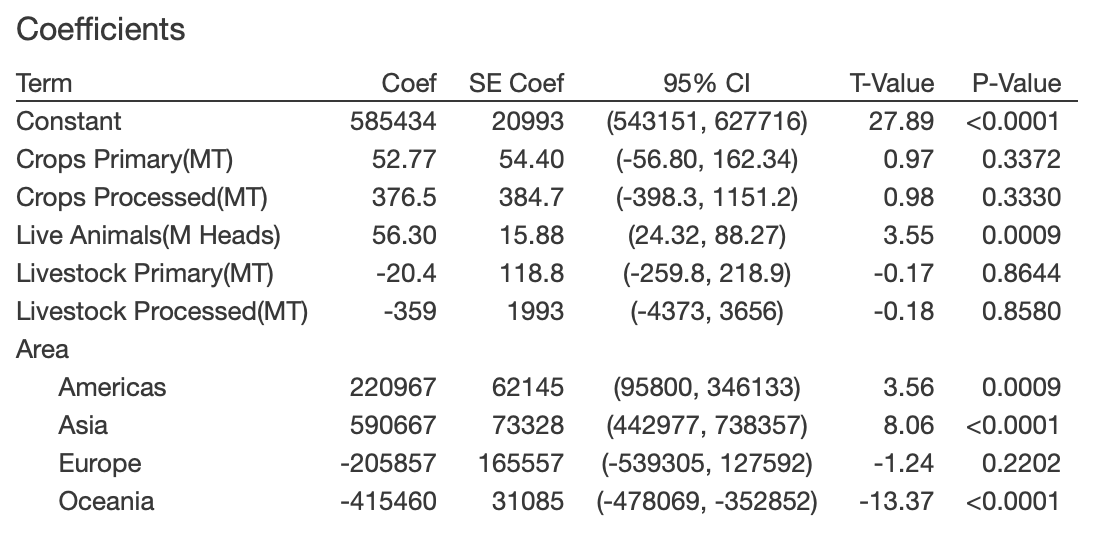 Coefficients
Term Coef SE Coef 95% CI T-Value P-Value
Constant 585434 20993 (543151, 627716) 27.89 <0.0001
Crops Primary(MT) 52.77 54.40 (-56.80, 162.34) 0.97 0.3372
Crops Processed(MT) 376.5 384.7 (-398.3, 1151.2) 0.98 0.3330
Live Animals(M Heads) 56.30 15.88 (24.32, 88.27) 3.55 0.0009
Livestock Primary(MT) -20.4 118.8 (-259.8, 218.9) -0.17 0.8644
Livestock Processed(MT) -359 1993 (-4373, 3656) -0.18 0.8580
Area
Americas 220967 62145 (95800, 346133) 3.56 0.0009
Asia 590667 73328 (442977, 738357) 8.06 <0.0001
Europe -205857 165557 (-539305, 127592) -1.24 0.2202
Oceania -415460 31085 (-478069, -352852) -13.37 <0.0001